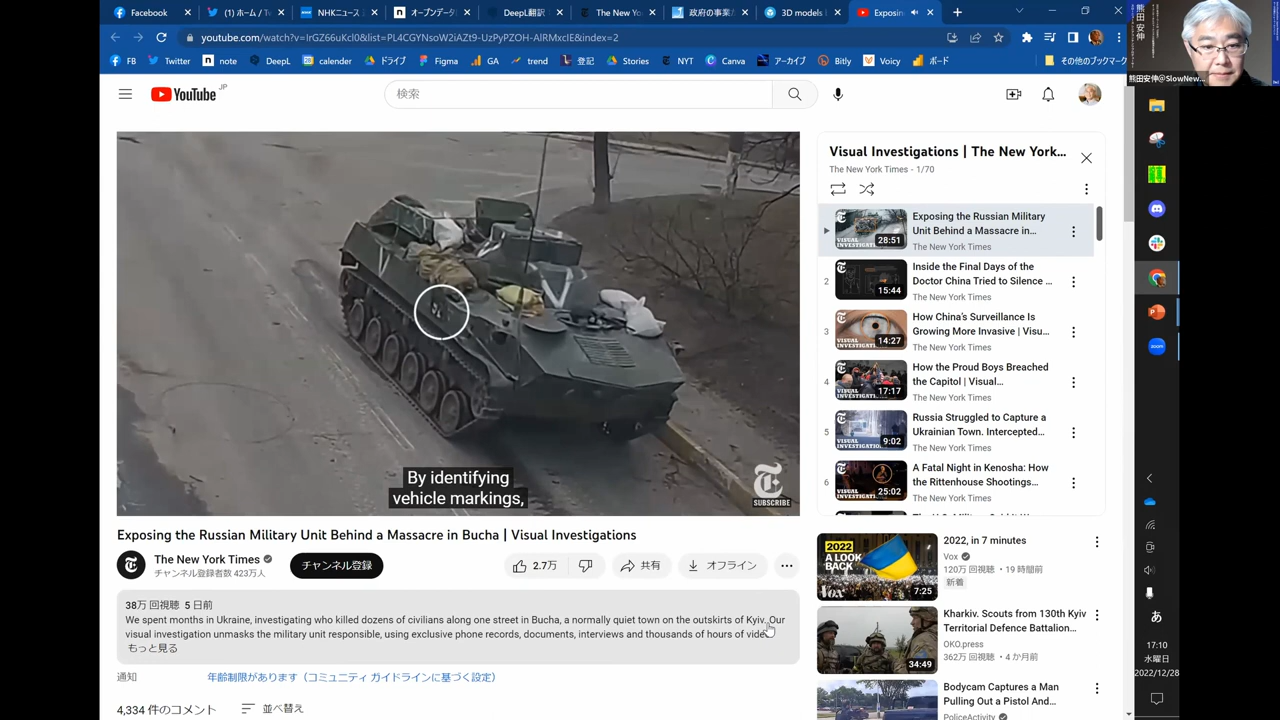 Facebook
(1) ホーム / Tw
NHKニュース
オープンデータ
DeepL翻訳
The New Yo
政府の事業が
3D models
Exposin
youtube.com/watch?v=IrGZ66uKcl0&list=PL4CGYNsoW2iAZt9-UzPyPZOH-AlRMxclE&index=2
FB
Twitter
note
DeepL
calender
ドライブ
Figma
GA
trend
登記
Stories
NYT
Canva
アーカイブ
Bitly
Voicy
ボード
その他のブックマーク
熊田安伸
熊田安伸@SlowNew...
YouTube JP
検索
By identifying
vehicle markings,
SUBSCRIBE
Visual Investigations | The New York...
The New York Times - 1/70
28:51
Exposing the Russian Military
Unit Behind a Massacre in...
The New York Times
2
15:44
Inside the Final Days of the
Doctor China Tried to Silence ...
The New York Times
3
14:27
How China's Surveillance Is
Growing More Invasive | Visu...
The New York Times
4
17:17
How the Proud Boys Breached
the Capitol | Visual...
The New York Times
5
9:02
Russia Struggled to Capture a
Ukrainian Town. Intercepted...
The New York Times
6
25:02
A Fatal Night in Kenosha: How
the Rittenhouse Shootings...
The New York Times
Exposing the Russian Military Unit Behind a Massacre in Bucha | Visual Investigations
The New York Times
チャンネル登録者数 423万人
チャンネル登録
2.7万
共有
オフライン
38万 回視聴 5 日前
We spent months in Ukraine, investigating who killed dozens of civilians along one street in Bucha, a normally quiet town on the outskirts of Kyiv. Our
visual investigation unmasks the military unit responsible, using exclusive phone records, documents, interviews and thousands of hours of vide
もっと見る
通知
年齢制限があります（コミュニティ ガイドラインに基づく設定）
4,334 件のコメント
並べ替え
2022
A LOOK
BACK
VOX
7:25
2022, in 7 minutes
Vox
120万 回視聴・19 時間前
新着
34:49
Kharkiv. Scouts from 130th Kyiv
Territorial Defence Battalion...
OKO.press
362万 回視聴・4 か月前
Bodycam Captures a Man
Pulling Out a Pistol And...
PoliceActivity
zoom
あ
17:10
水曜日
2022/12/28